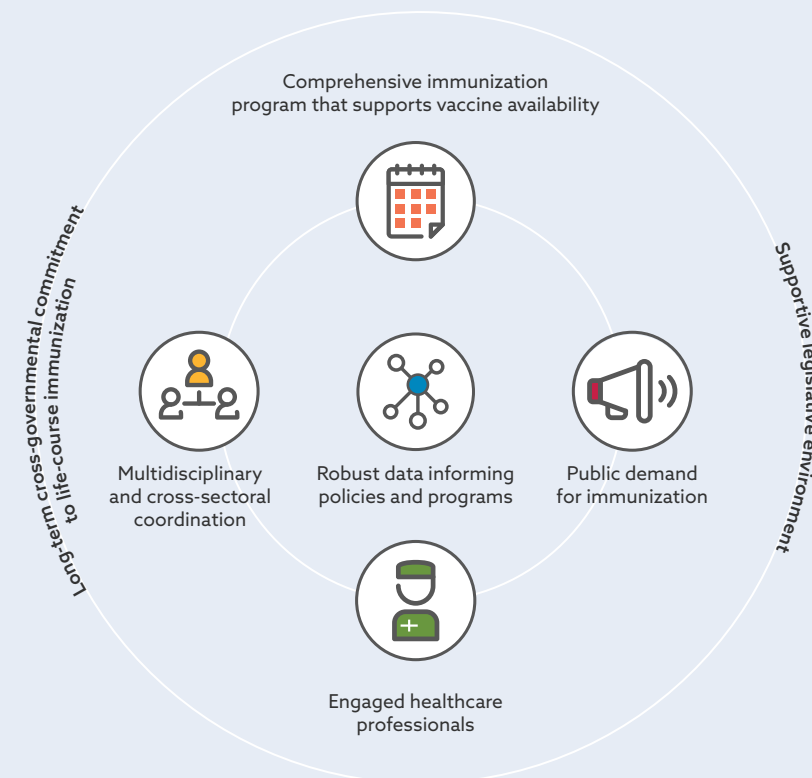 Comprehensive immunization
program that supports vaccine availability
Long-term cross-governmental commitment
to life-course immunization
Supportive legislative environment
Multidisciplinary
and cross-sectoral
coordination
Robust data informing
policies and programs
Public demand
for immunization
Engaged healthcare
professionals